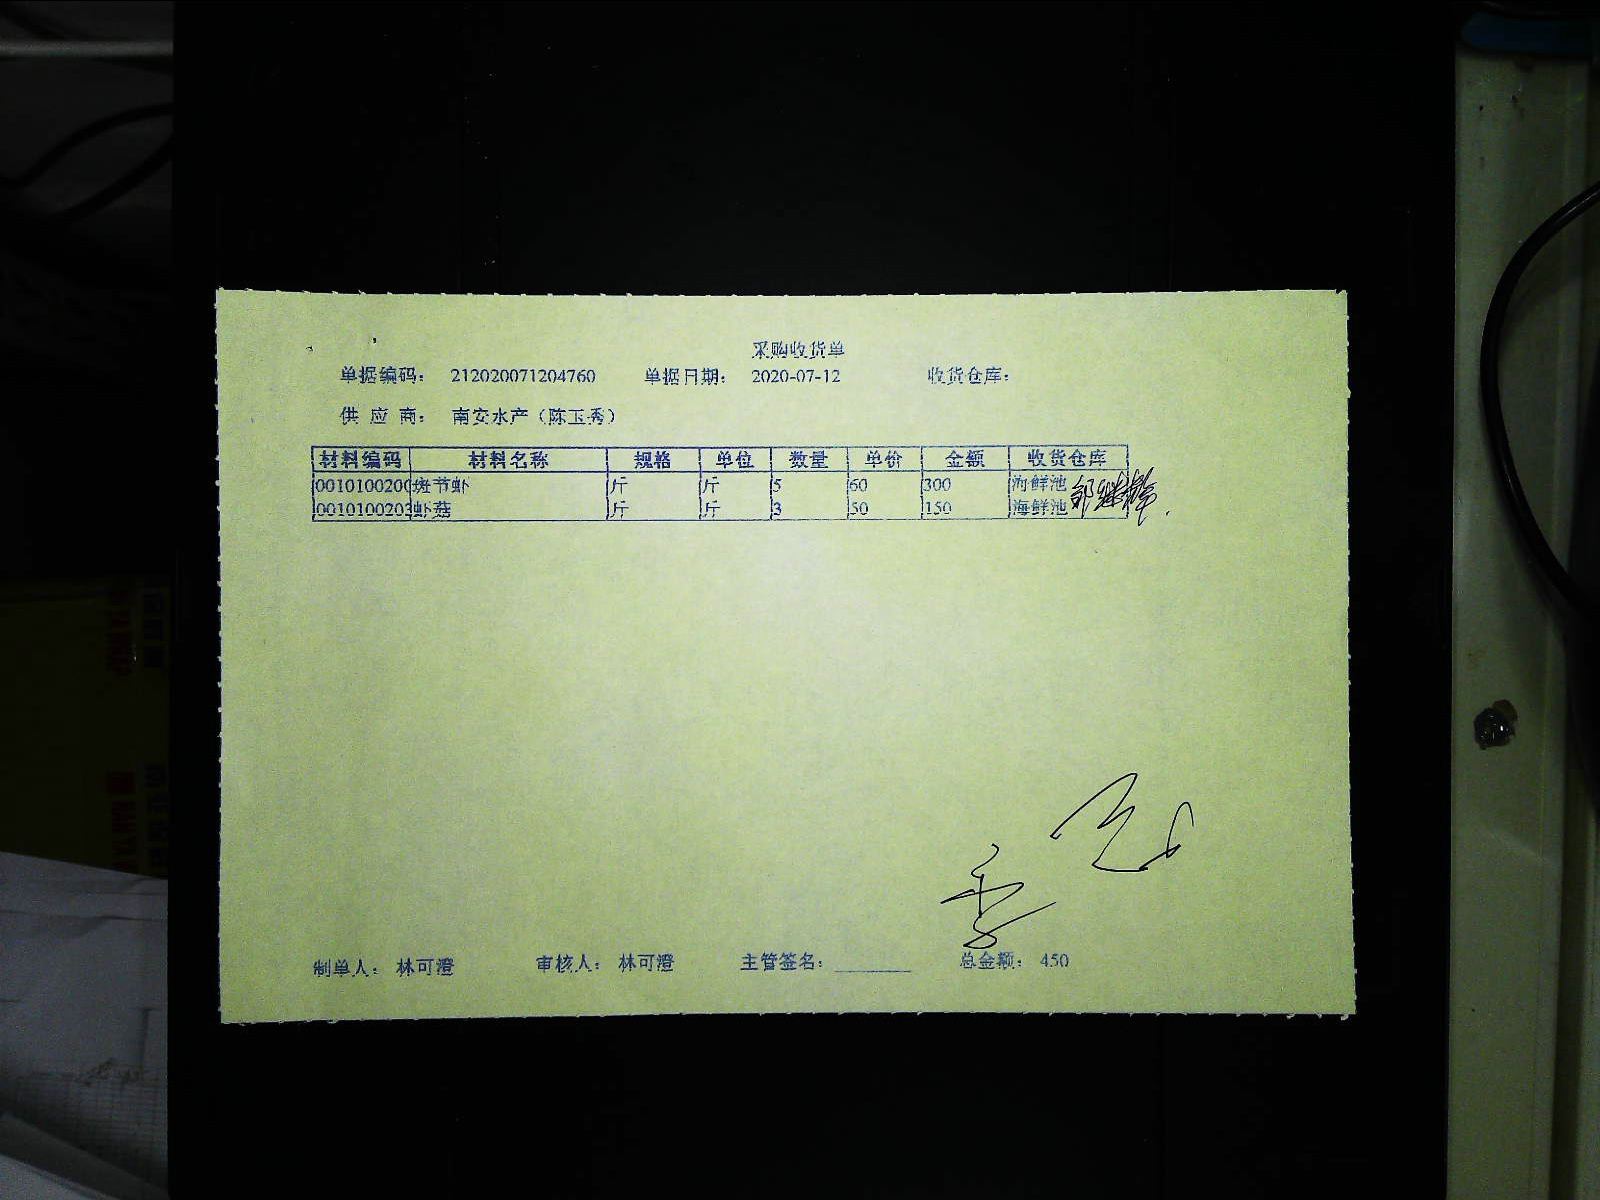 采购收货单
单据编码： 212020071204760 单据日期： 2020-07-12 收货仓库：
供 应 商： 南安水产（陈玉秀）
材料编码 材料名称 规格 单位 数量 单价 金额 收货仓库
0010100200 斑节虾 斤 斤 5 60 300 海鲜池
0010100203 虾菇 斤 斤 3 50 150 海鲜池
制单人： 林可澄 审核人： 林可澄 主管签名： 总金额： 450